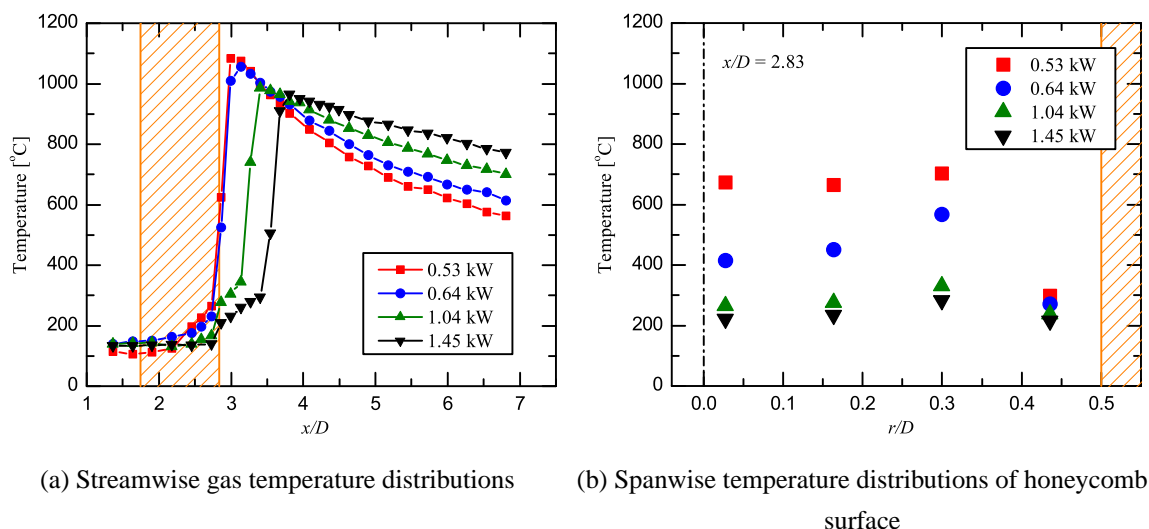 1200
1000
800
600
400
200
0
Temperature [°C]
1 2 3 4 5 6 7
x/D
0.53 kW
0.64 kW
1.04 kW
1.45 kW
(a) Streamwise gas temperature distributions
1200
1000
800
600
400
200
0
Temperature [°C]
x/D = 2.83
0.53 kW
0.64 kW
1.04 kW
1.45 kW
0.0 0.1 0.2 0.3 0.4 0.5
r/D
(b) Spanwise temperature distributions of honeycomb
surface